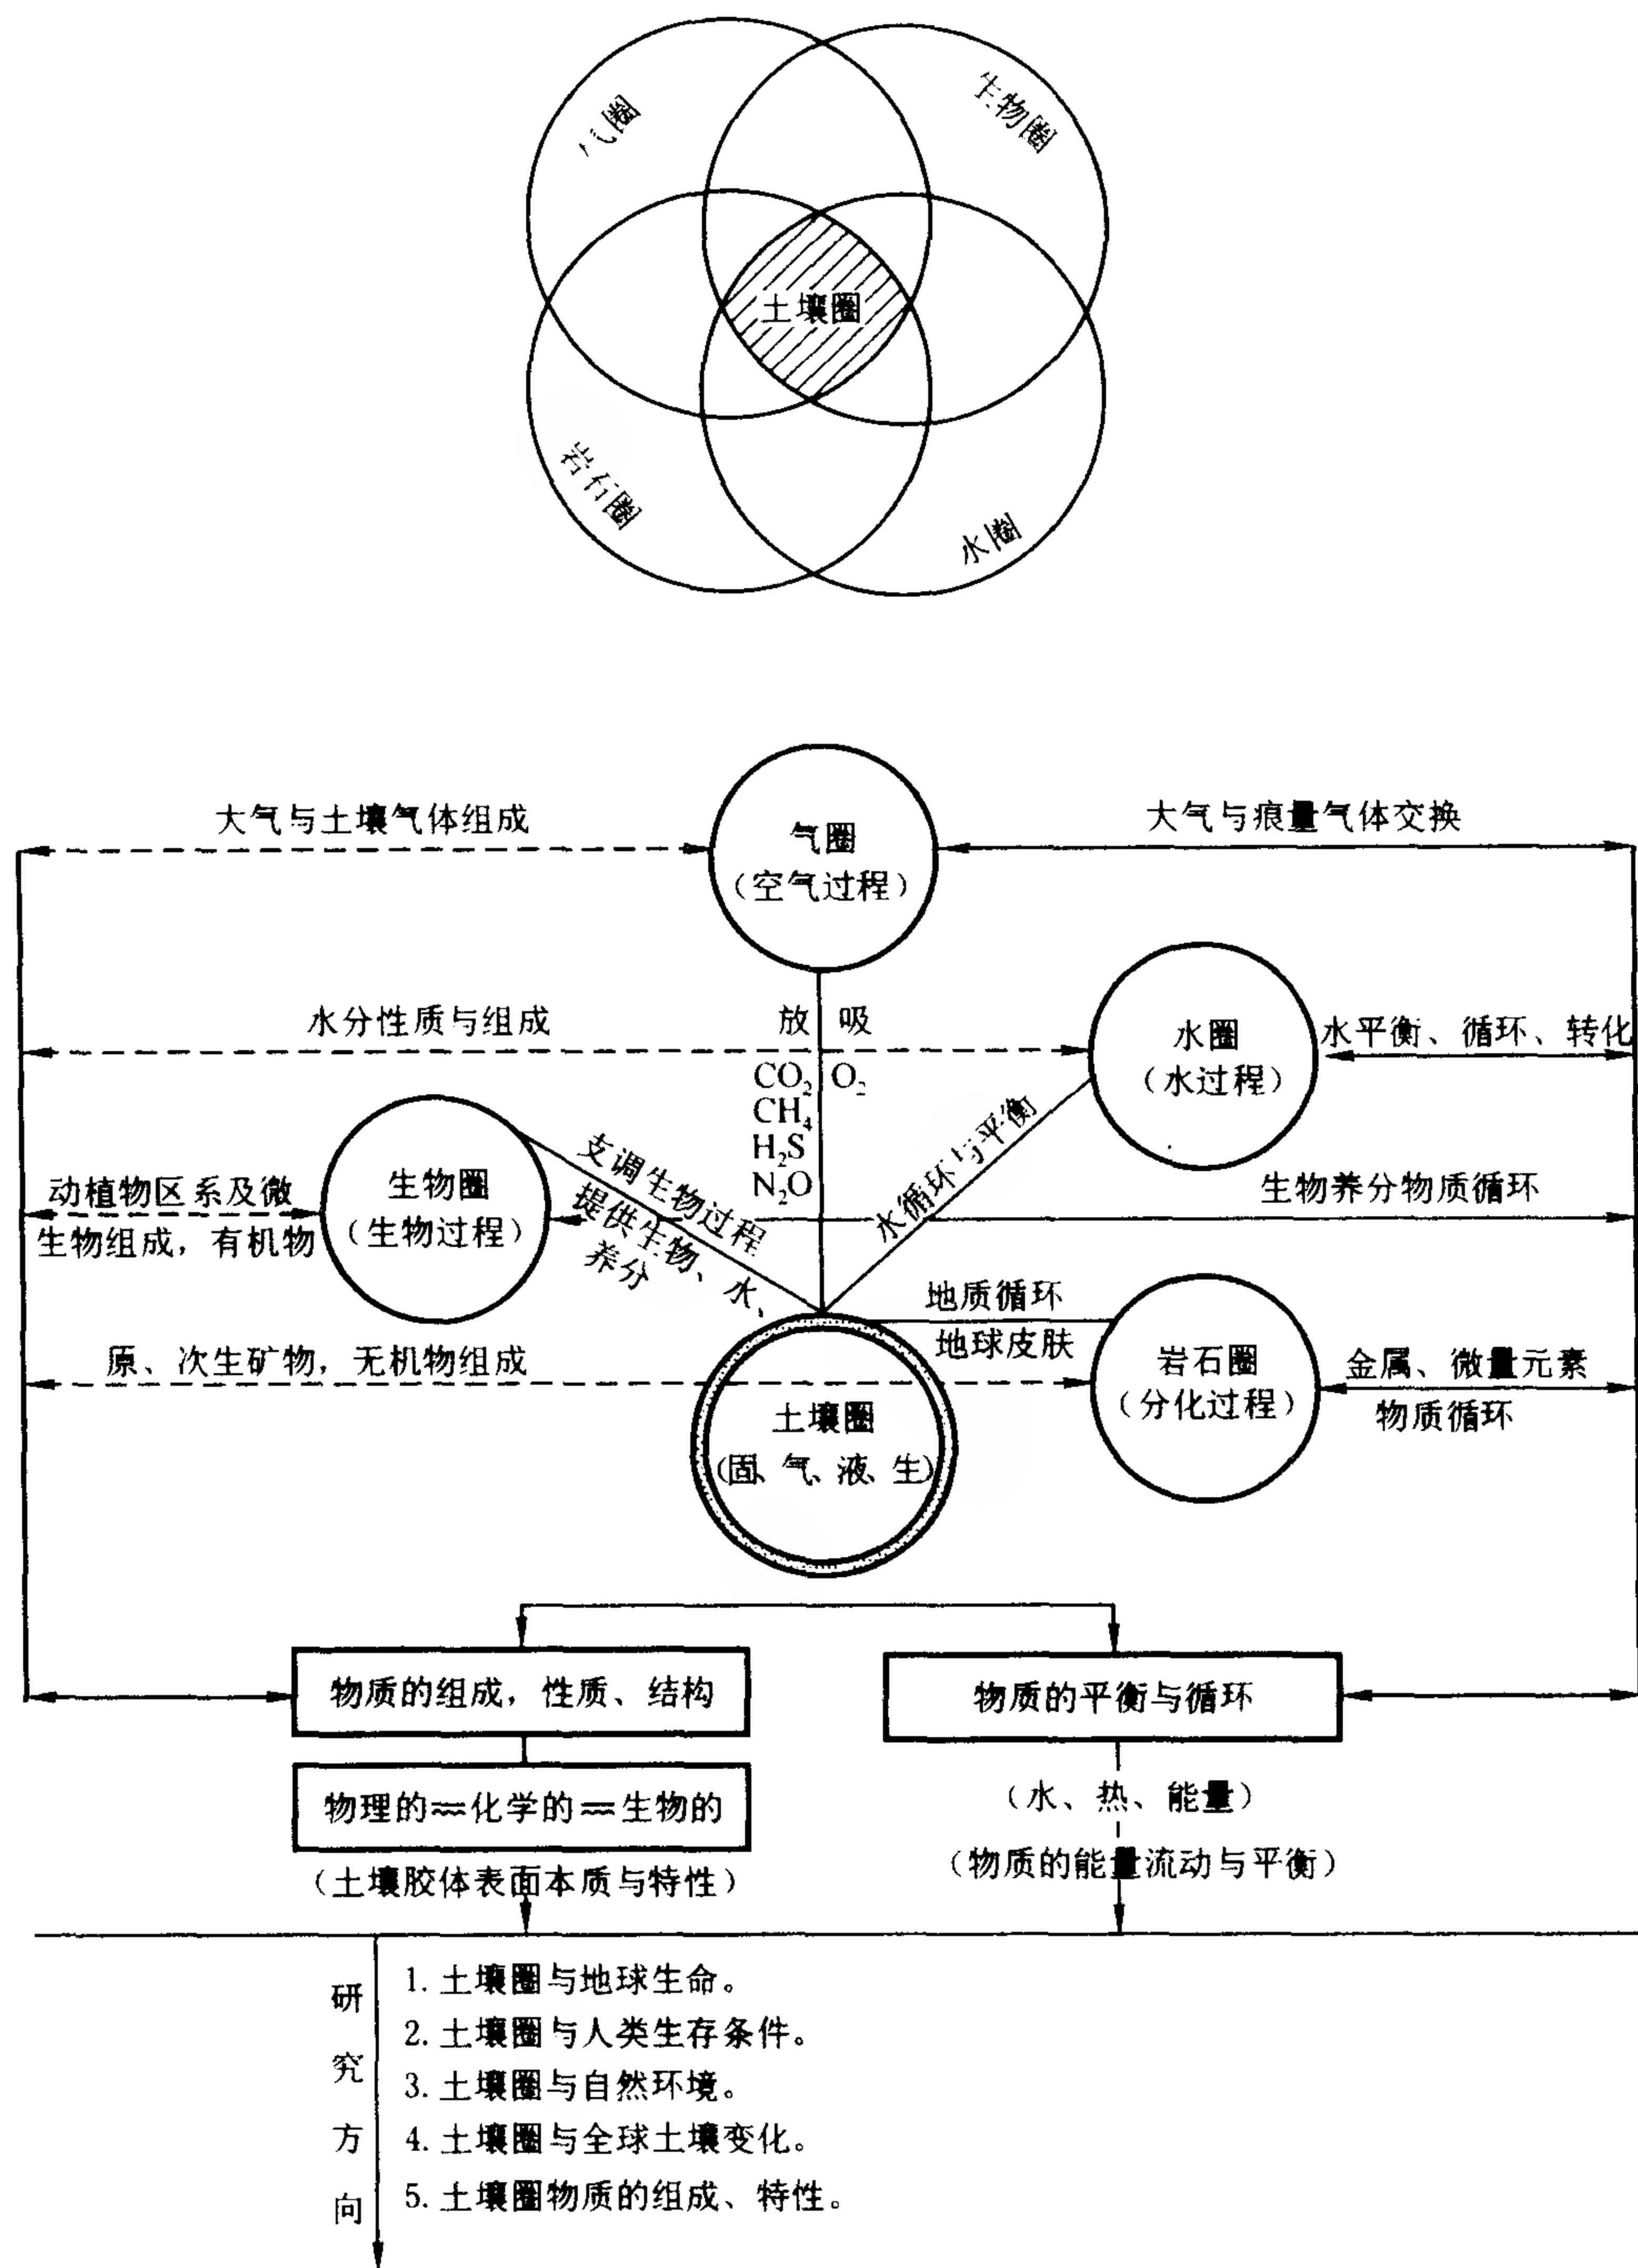 气圈
生物圈
土壤圈
岩石圈
水圈
大气与土壤气体组成
气圈
（空气过程）
大气与痕量气体交换
水分性质与组成
放 吸
CO₂ O₂
CH₄
H₂S
N₂O
水圈
（水过程）
水平衡、循环、转化
水循环与平衡
动植物区系及微
生物组成，有机物
生物圈
（生物过程）
支调生物过程
提供生物、水、
养分
生物养分物质循环
地质循环
地球皮肤
原、次生矿物，无机物组成
岩石圈
（分化过程）
金属、微量元素
物质循环
土壤圈
（固、气、液、生）
物质的组成，性质、结构
物质的平衡与循环
物理的══化学的══生物的
（水、热、能量）
（土壤胶体表面本质与特性）
（物质的能量流动与平衡）
研究方向
1. 土壤圈与地球生命。
2. 土壤圈与人类生存条件。
3. 土壤圈与自然环境。
4. 土壤圈与全球土壤变化。
5. 土壤圈物质的组成、特性。